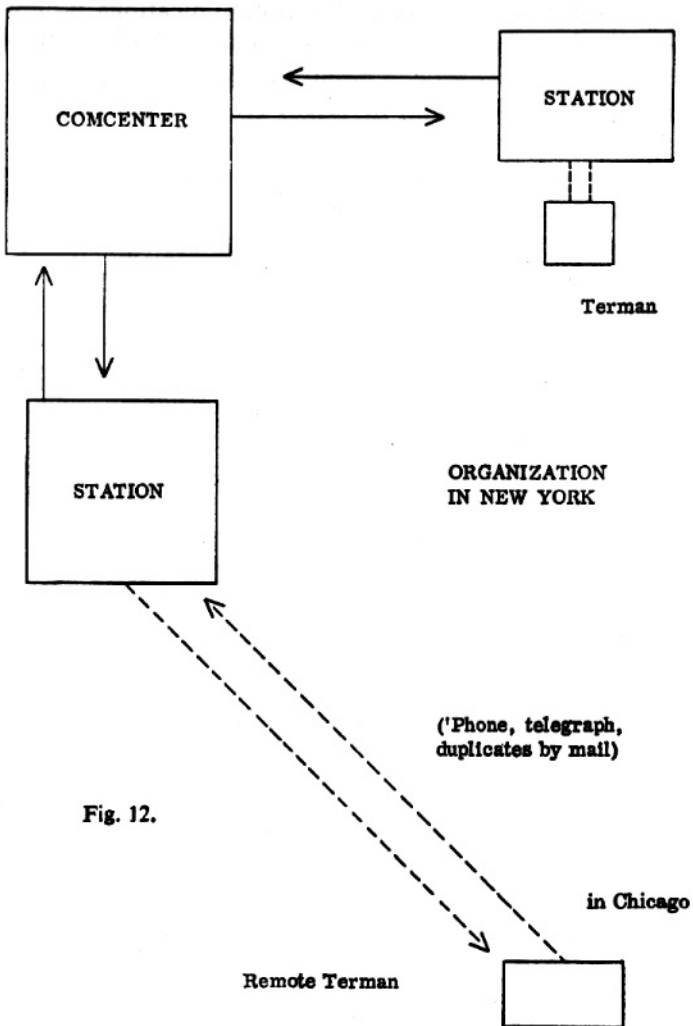 COMCENTER
STATION
Terman
STATION
ORGANIZATION
IN NEW YORK
('Phone, telegraph,
duplicates by mail)
Fig. 12.
in Chicago
Remote Terman